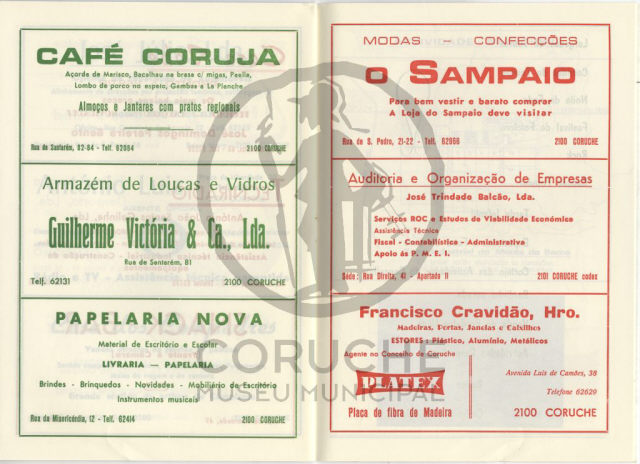 CAFÉ CORUJA
Açorda de Marisco, Bacalhau na brasa c/ migas, Paella,
Lombo de porco no espeto, Gambas a La Planche
Almoços e Jantares com pratos regionais
Rua de Santarém, 82-84 - Telf. 62084 2100 CORUCHE
Armazém de Louças e Vidros
Guilherme Victória & Ca., Lda.
Rua de Santarém, 81
Telf. 62131 2100 CORUCHE
PAPELARIA NOVA
Material de Escritório e Escolar
LIVRARIA — PAPELARIA
Brindes - Brinquedos - Novidades - Mobiliário de Escritório
Instrumentos musicais
Rua da Misericórdia, 12 - Telf. 62414 2100 CORUCHE
MODAS - CONFECÇÕES
O SAMPAIO
Para bem vestir e barato comprar
A Loja do Sampaio deve visitar
Rua de S. Pedro, 21-22 - Telf. 62066 2100 CORUCHE
Auditoria e Organização de Empresas
José Trindade Balcão, Lda.
Serviços ROC e Estudos de Viabilidade Económica
Assistência Técnica
Fiscal - Contabilística - Administrativa
Apoio ás P. M. E. I.
Sede: Rua Direita, 41 - Apartado 11 2101 CORUCHE codex
Francisco Cravidão, Hro.
Madeiras, Portas, Janelas e Caixilhos
ESTORES: Plástico, Alumínio, Metálicos
Agente no Concelho de Coruche
PLATEX
Placa de fibra de Madeira
Avenida Luis de Camões, 38
Telefone 62629
2100 CORUCHE
CORUCHE
MUSEU MUNICIPAL